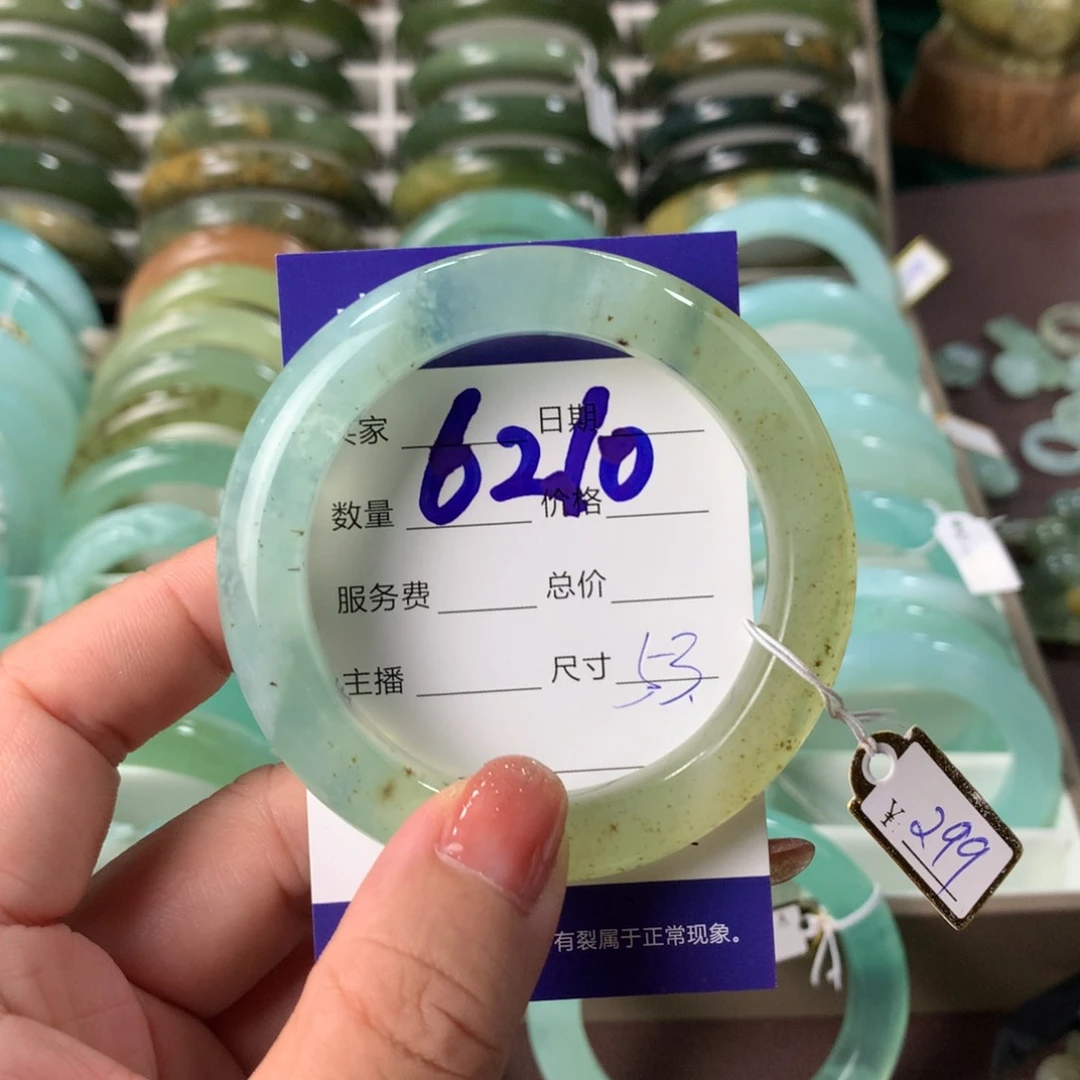 6210
家 日期
数量 价格
服务费 总价
主播 尺寸 53
有裂属于正常现象。
¥ 299